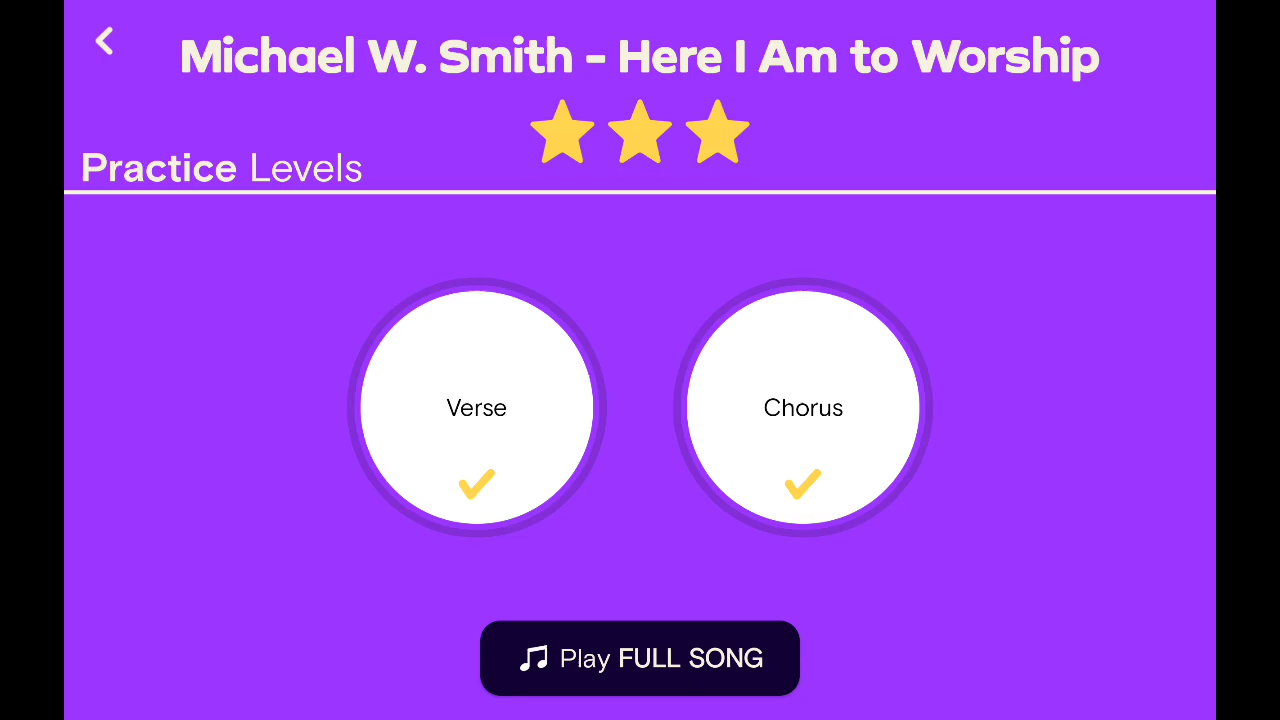 Michael W. Smith - Here I Am to Worship
Practice Levels
Verse
Chorus
Play FULL SONG